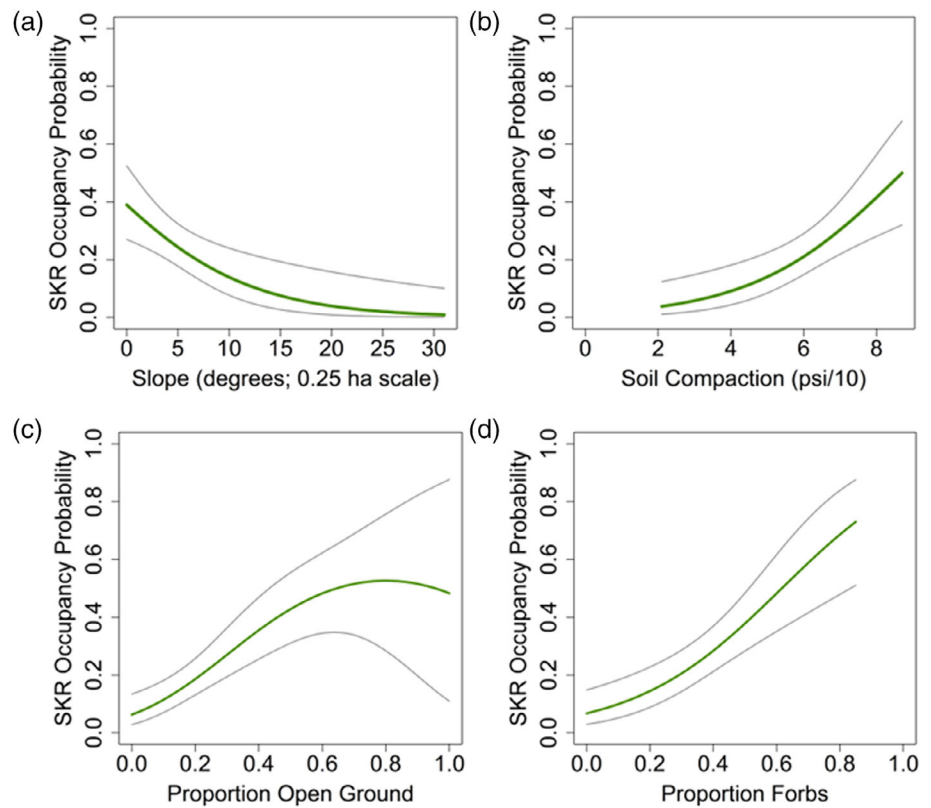 (a)
SKR Occupancy Probability
0.0 0.2 0.4 0.6 0.8 1.0
0 5 10 15 20 25 30
Slope (degrees; 0.25 ha scale)
(b)
SKR Occupancy Probability
0.0 0.2 0.4 0.6 0.8 1.0
0 2 4 6 8
Soil Compaction (psi/10)
(c)
SKR Occupancy Probability
0.0 0.2 0.4 0.6 0.8 1.0
0.0 0.2 0.4 0.6 0.8 1.0
Proportion Open Ground
(d)
SKR Occupancy Probability
0.0 0.2 0.4 0.6 0.8 1.0
0.0 0.2 0.4 0.6 0.8 1.0
Proportion Forbs